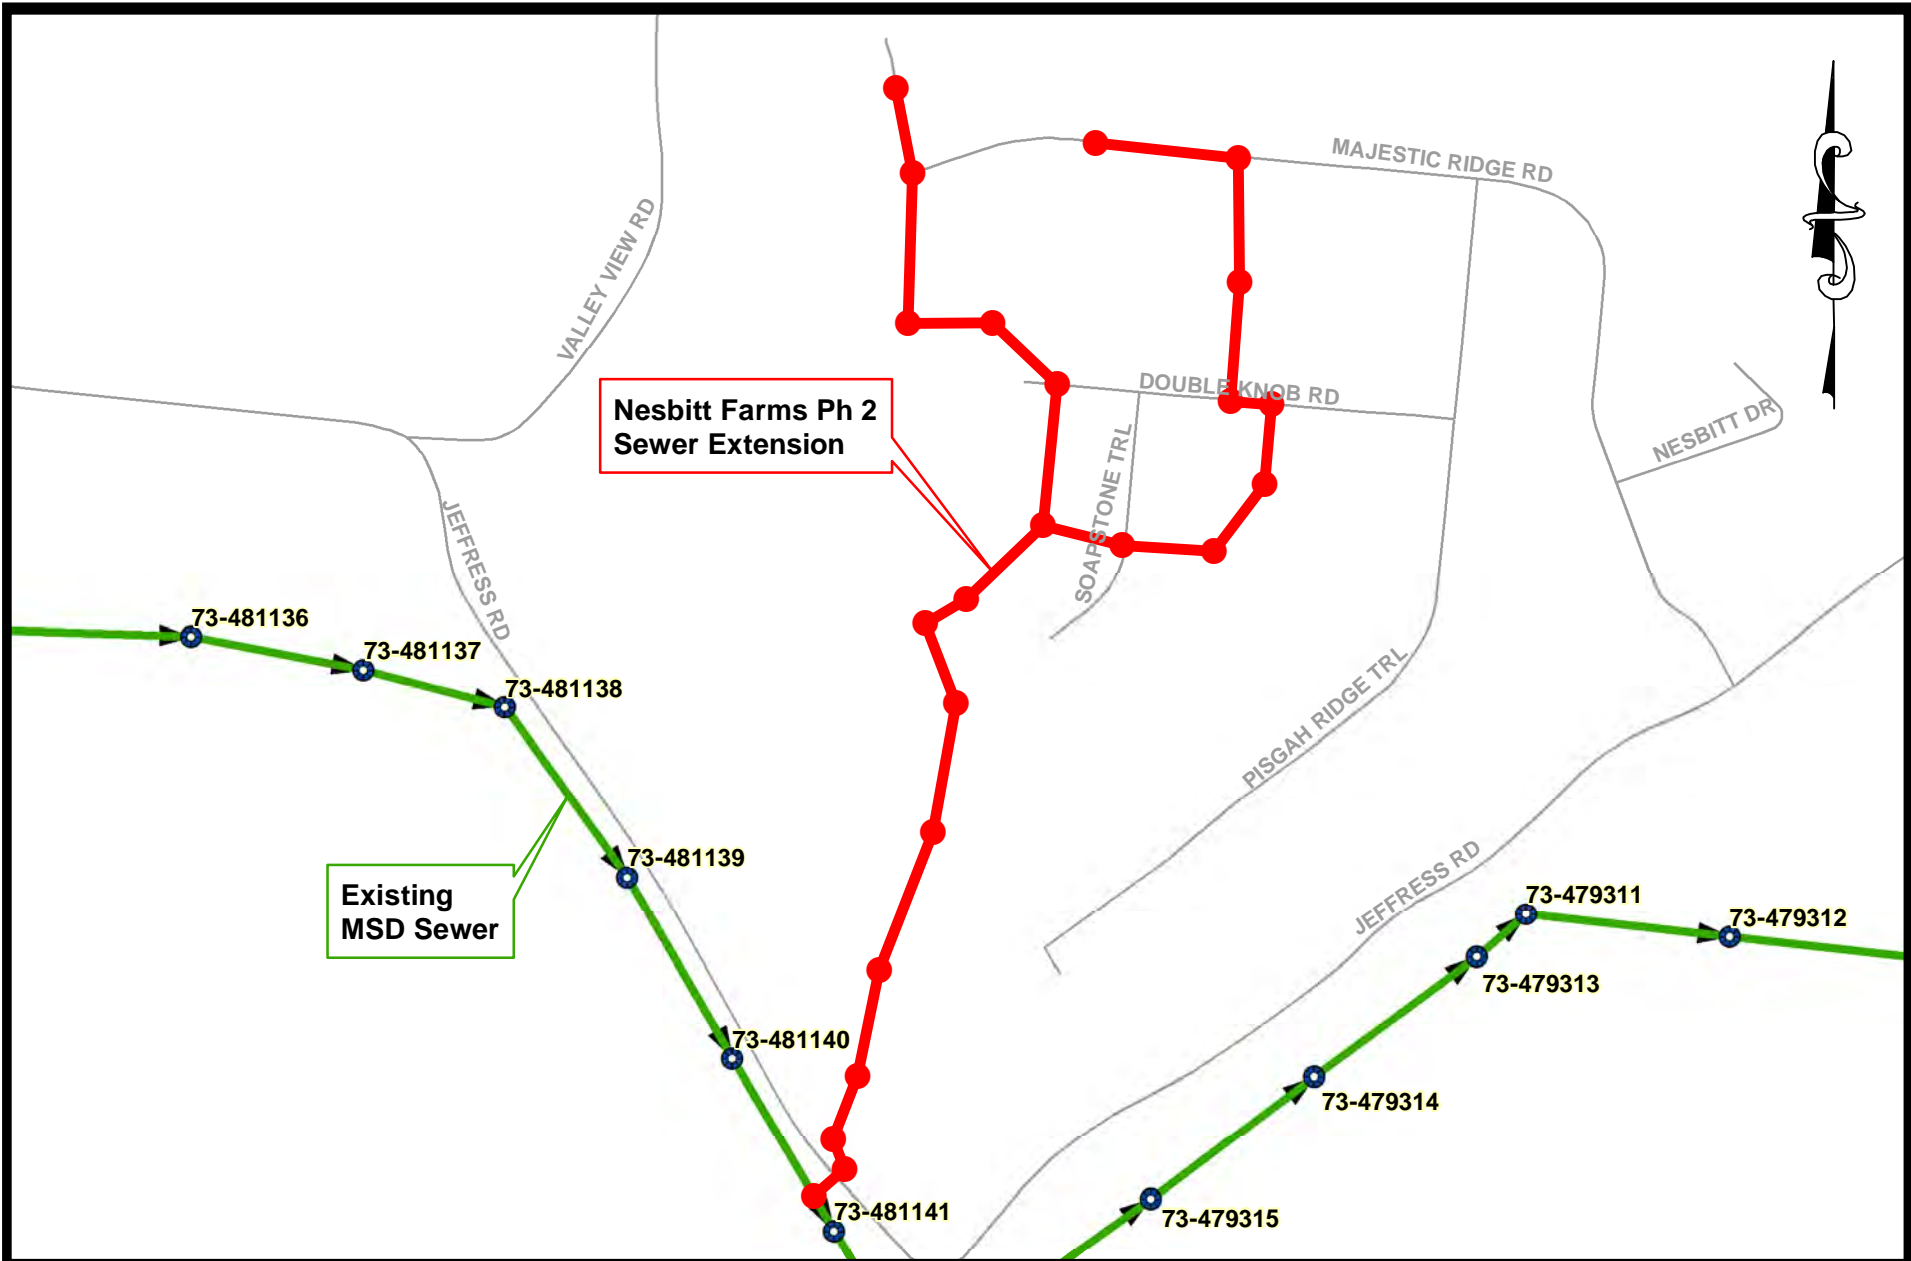 MAJESTIC RIDGE RD
VALLEY VIEW RD
DOUBLE KNOB RD
NESBITT DR
Nesbitt Farms Ph 2
Sewer Extension
SOAPSTONE TRL
JEFFRESS RD
73-481136
73-481137
73-481138
PISGAH RIDGE TRL
73-481139
JEFFRESS RD
Existing
MSD Sewer
73-479311
73-479312
73-479313
73-481140
73-479314
73-481141
73-479315